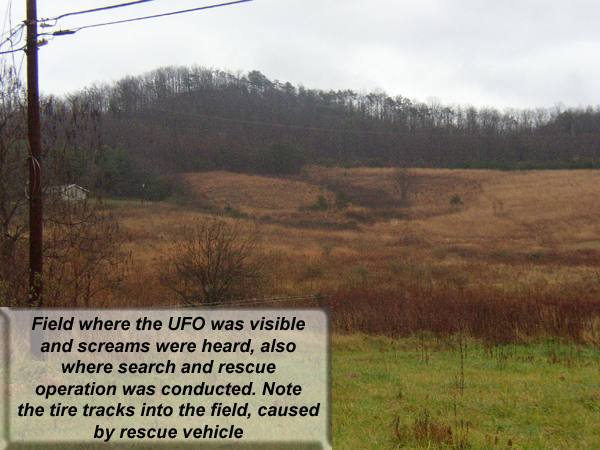 Field where the UFO was visible
and screams were heard, also
where search and rescue
operation was conducted. Note
the tire tracks into the field, caused
by rescue vehicle